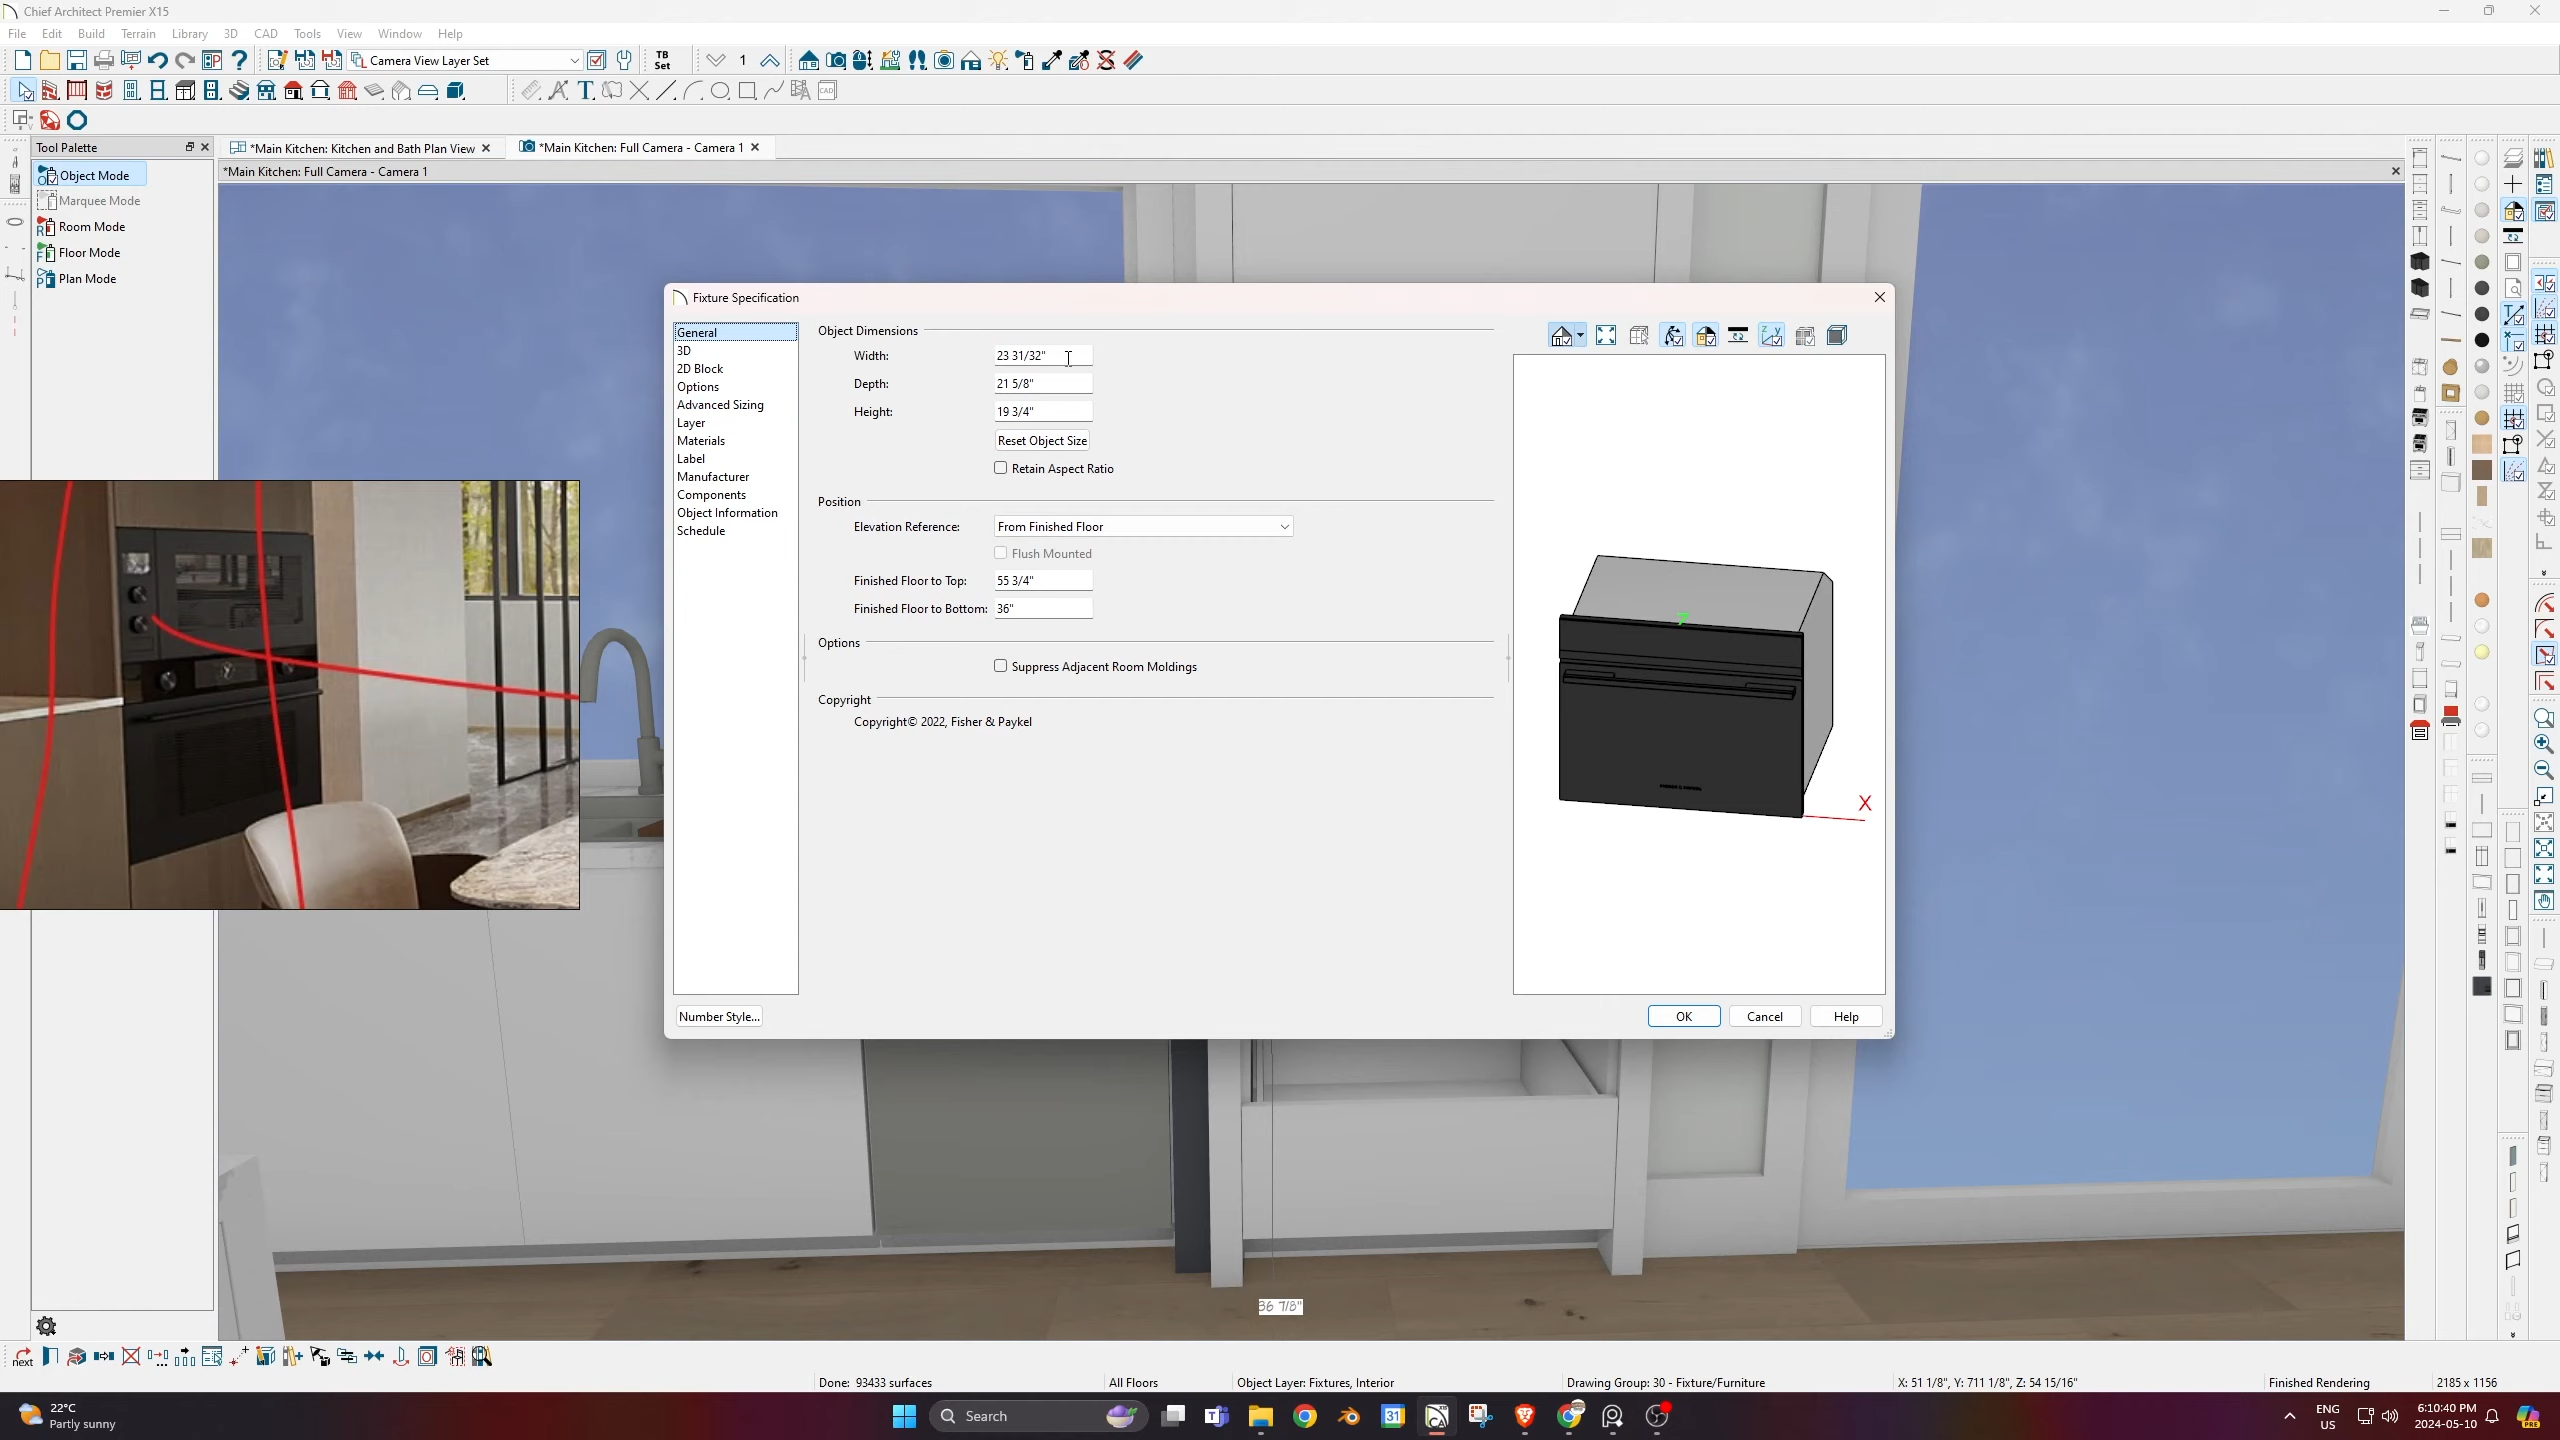 Chief Architect Premier X15
File Edit Build Terrain Library 3D CAD Tools View Window Help
Camera View Layer Set
TB Set
1
CAD
Tool Palette
*Main Kitchen: Kitchen and Bath Plan View
*Main Kitchen: Full Camera - Camera 1
*Main Kitchen: Full Camera - Camera 1
Object Mode
Marquee Mode
Room Mode
Floor Mode
Plan Mode
Fixture Specification
General
3D
2D Block
Options
Advanced Sizing
Layer
Materials
Label
Manufacturer
Components
Object Information
Schedule
Object Dimensions
Width: 23 31/32"
Depth: 21 5/8"
Height: 19 3/4"
Reset Object Size
Retain Aspect Ratio
Position
Elevation Reference: From Finished Floor
Flush Mounted
Finished Floor to Top: 55 3/4"
Finished Floor to Bottom: 36"
Options
Suppress Adjacent Room Moldings
Copyright
Copyright© 2022, Fisher & Paykel
X
Number Style...
OK Cancel Help
36 7/8"
next
Done: 93433 surfaces
All Floors
Object Layer: Fixtures, Interior
Drawing Group: 30 - Fixture/Furniture
X: 51 1/8", Y: 711 1/8", Z: 54 15/16"
Finished Rendering
2185 x 1156
22°C
Partly sunny
Search
31
ENG
US
6:10:40 PM
2024-05-10